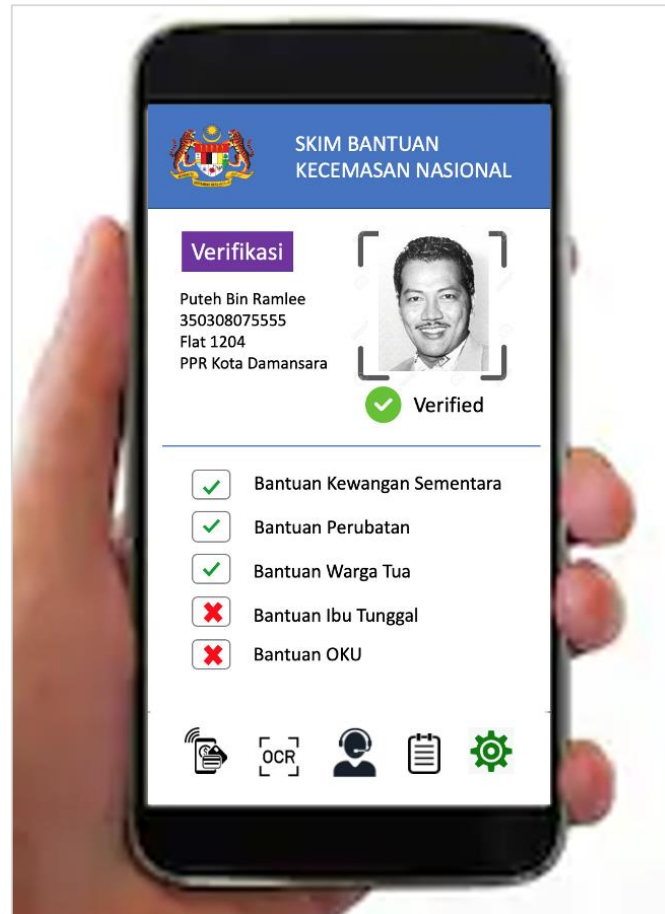 SKIM BANTUAN
KECEMASAN NASIONAL
Verifikasi
Puteh Bin Ramlee
350308075555
Flat 1204
PPR Kota Damansara
Verified
Bantuan Kewangan Sementara
Bantuan Perubatan
Bantuan Warga Tua
Bantuan Ibu Tunggal
Bantuan OKU
OCR